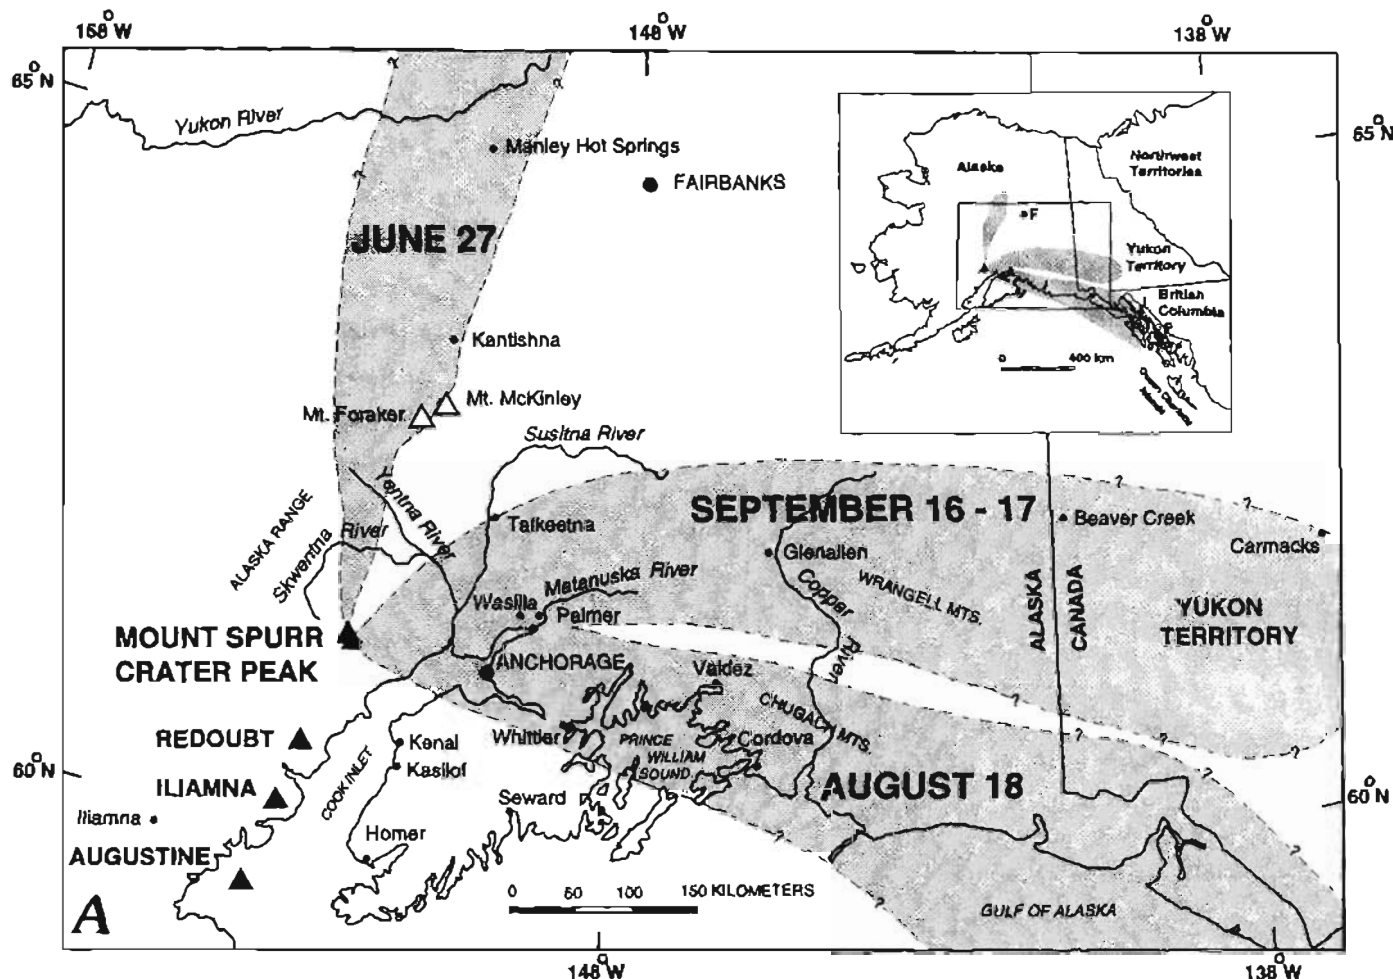 158° W
148° W
138° W
65° N
65° N
Yukon River
Manley Hot Springs
FAIRBANKS
JUNE 27
Kantishna
Mt. McKinley
Mt. Foraker
Susitna River
Yentna River
ALASKA RANGE
Skwentna River
Talkeetna
Matanuska River
Wasilla
Palmer
MOUNT SPURR
CRATER PEAK
ANCHORAGE
SEPTEMBER 16 - 17
Beaver Creek
Carmacks
Glenallen
WRANGELL MTS.
Copper River
ALASKA
CANADA
YUKON
TERRITORY
Valdez
CHUGACH MTS.
Whittier
PRINCE
WILLIAM
SOUND
Cordova
REDOUBT
ILIAMNA
Iliamna
AUGUSTINE
COOK INLET
Kenai
Kasilof
Homer
Seward
AUGUST 18
GULF OF ALASKA
60° N
60° N
0 50 100 150 KILOMETERS
A
148° W
138° W
Alaska
Northwest
Territories
F
Yukon
Territory
British
Columbia
0 400 km
? ? ? ? ? ? ? ? ? ? ? ?